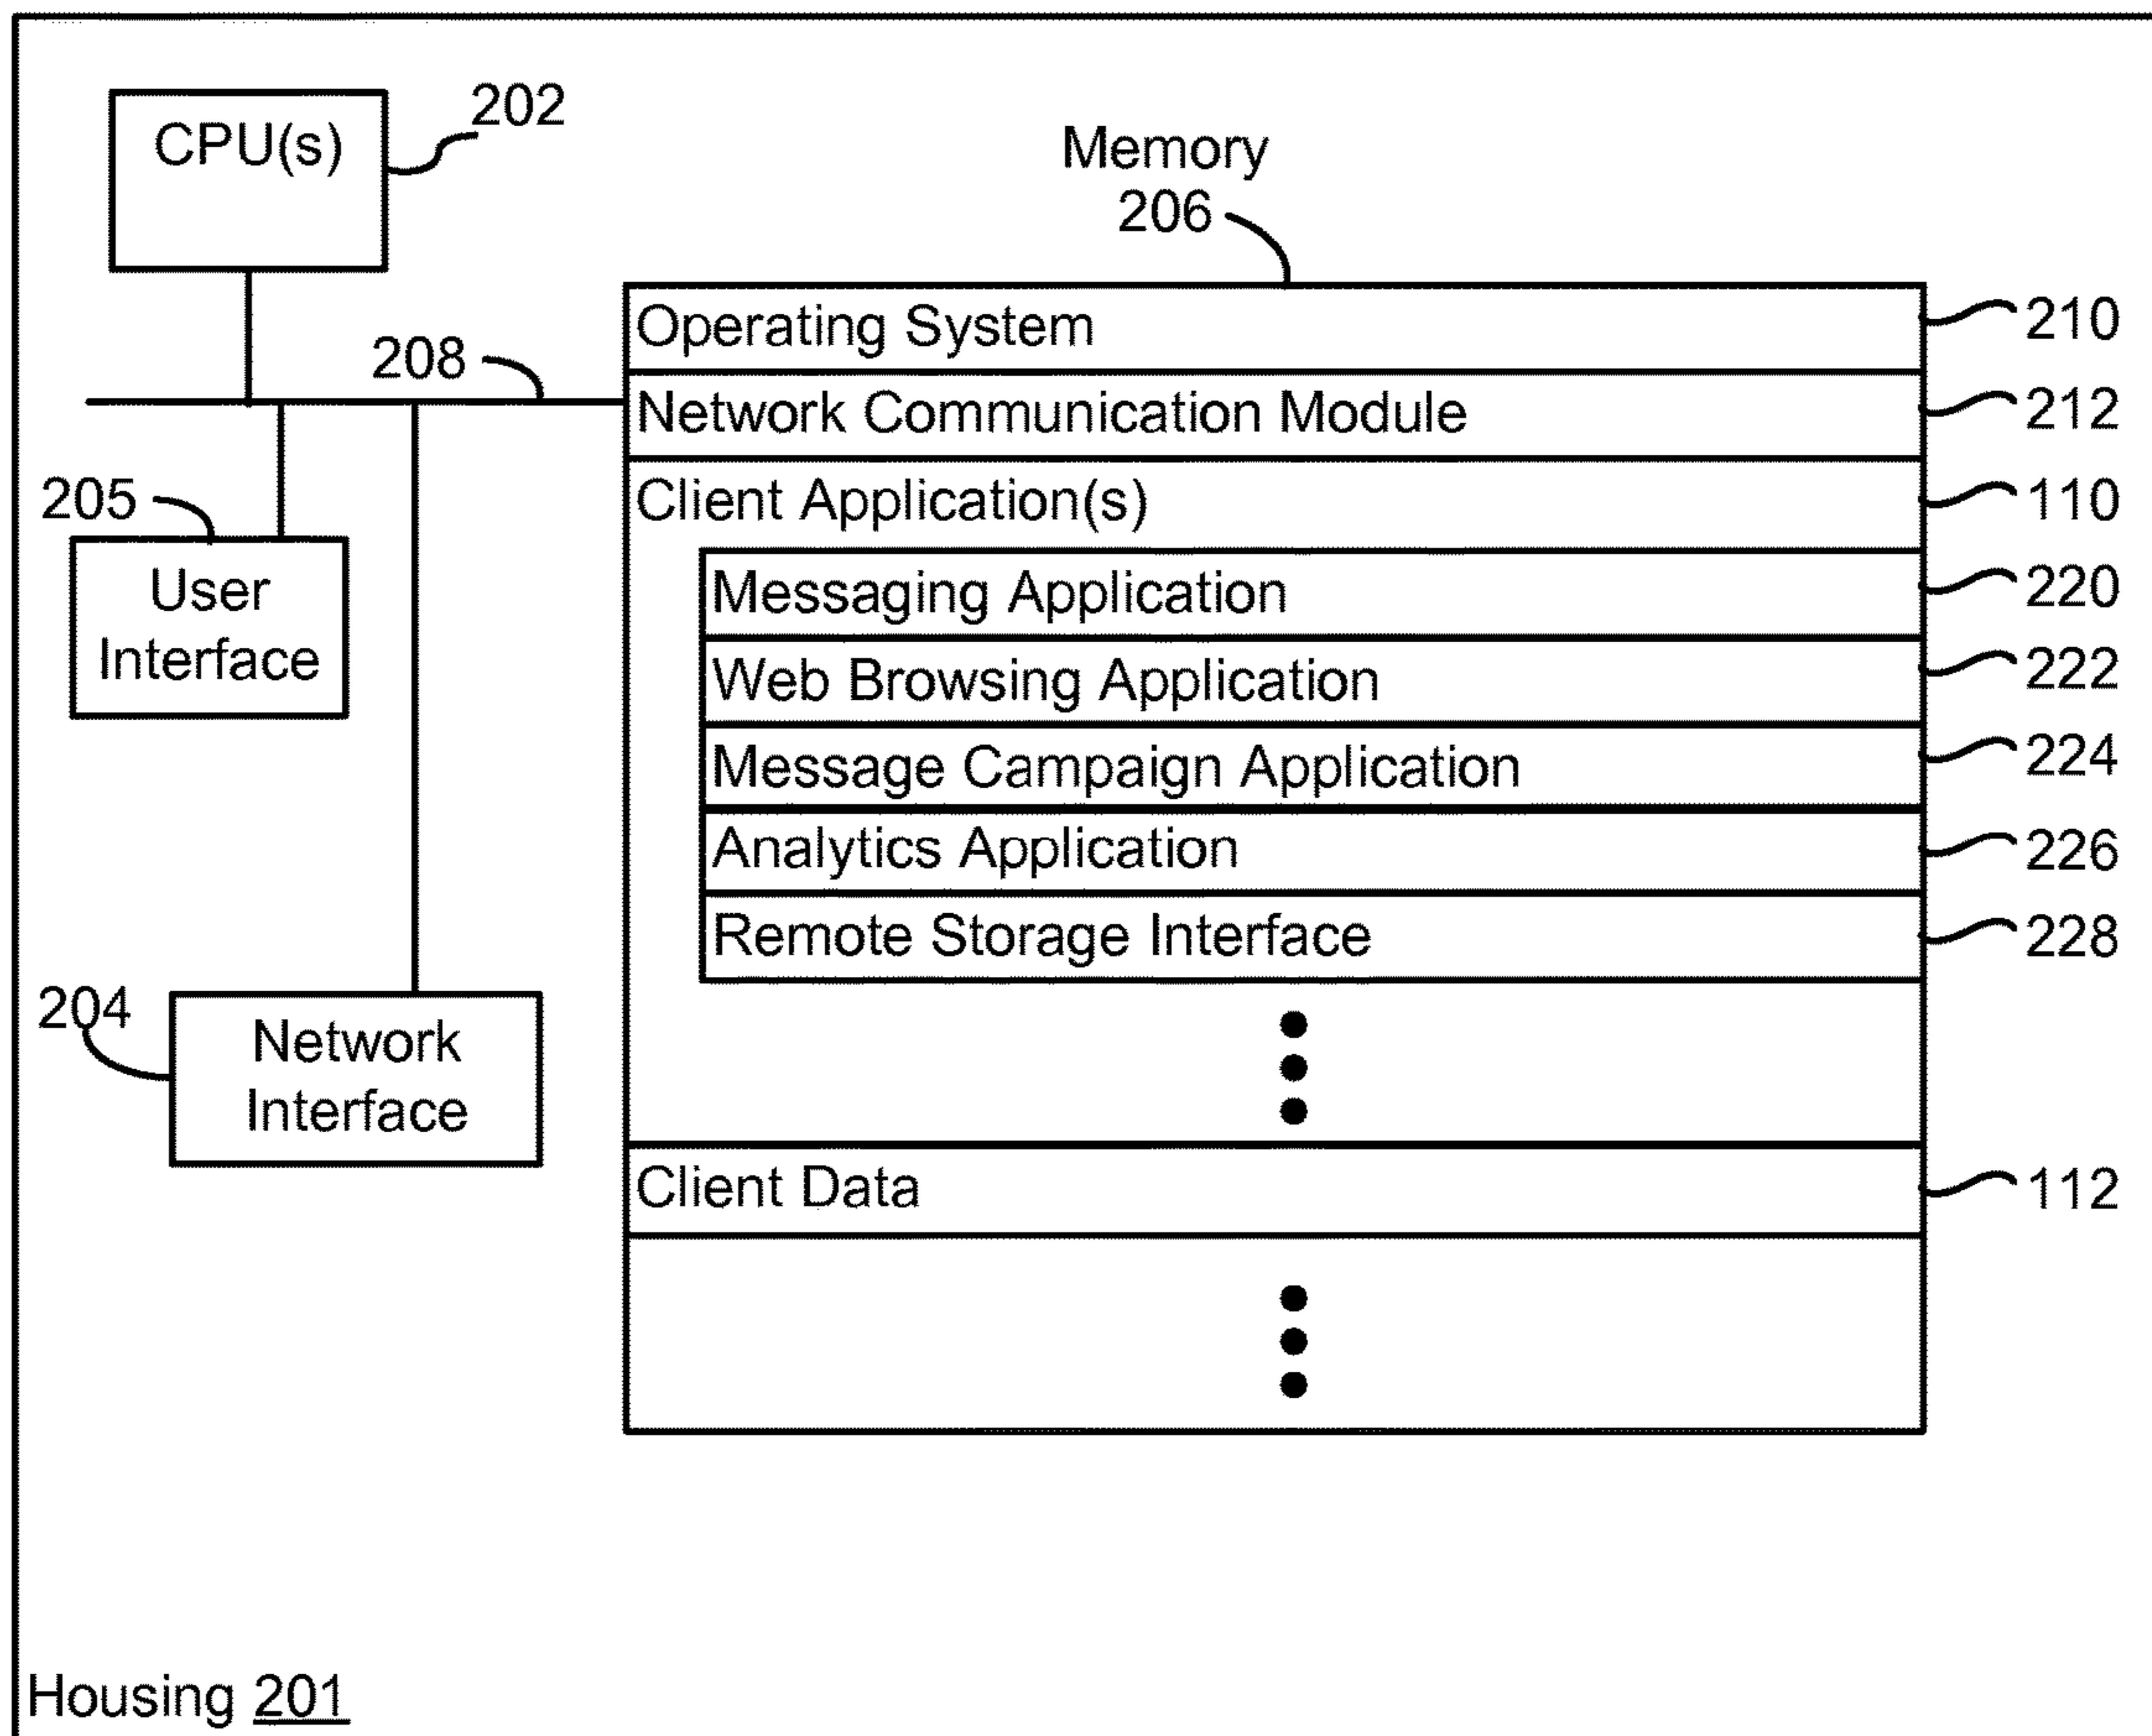 CPU(s)
202
Memory
206
208
Operating System
210
Network Communication Module
212
Client Application(s)
110
205
User
Interface
Messaging Application
220
Web Browsing Application
222
Message Campaign Application
224
Analytics Application
226
Remote Storage Interface
228
204
Network
Interface
Client Data
112
Housing 201